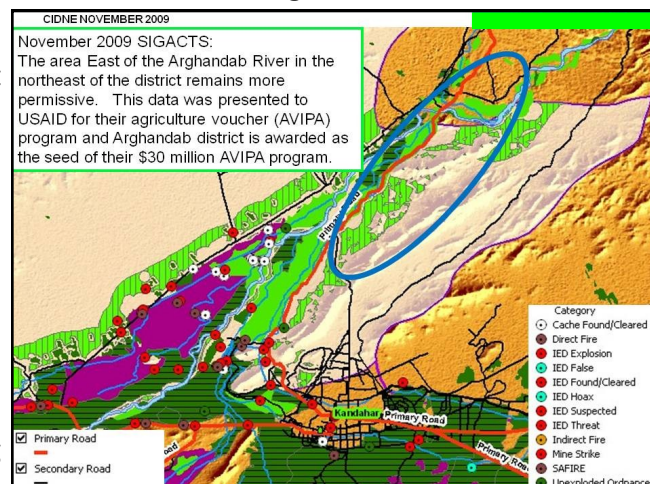 CIDNE NOVEMBER 2009
November 2009 SIGACTS:
The area East of the Arghandab River in the
northeast of the district remains more
permissive. This data was presented to
USAID for their agriculture voucher (AVIPA)
program and Arghandab district is awarded as
the seed of their $30 million AVIPA program.
Primary Road
Kandahar
Primary Road
Primary Road
Road
Category
Cache Found/Cleared
Direct Fire
IED Explosion
IED False
IED Found/Cleared
IED Hoax
IED Suspected
IED Threat
Indirect Fire
Mine Strike
SAFIRE
Unexploded Ordnance
Primary Road
Secondary Road